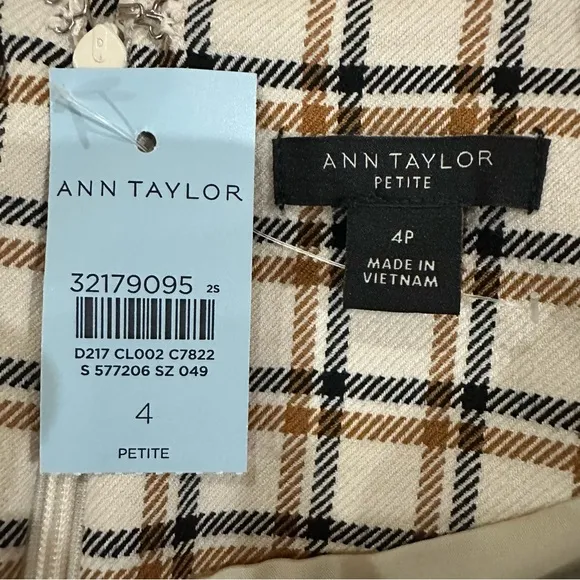 ANN TAYLOR
32179095 2S
D217 CL002 C7822
S 577206 SZ 049
4
PETITE
ANN TAYLOR
PETITE
4P
MADE IN
VIETNAM